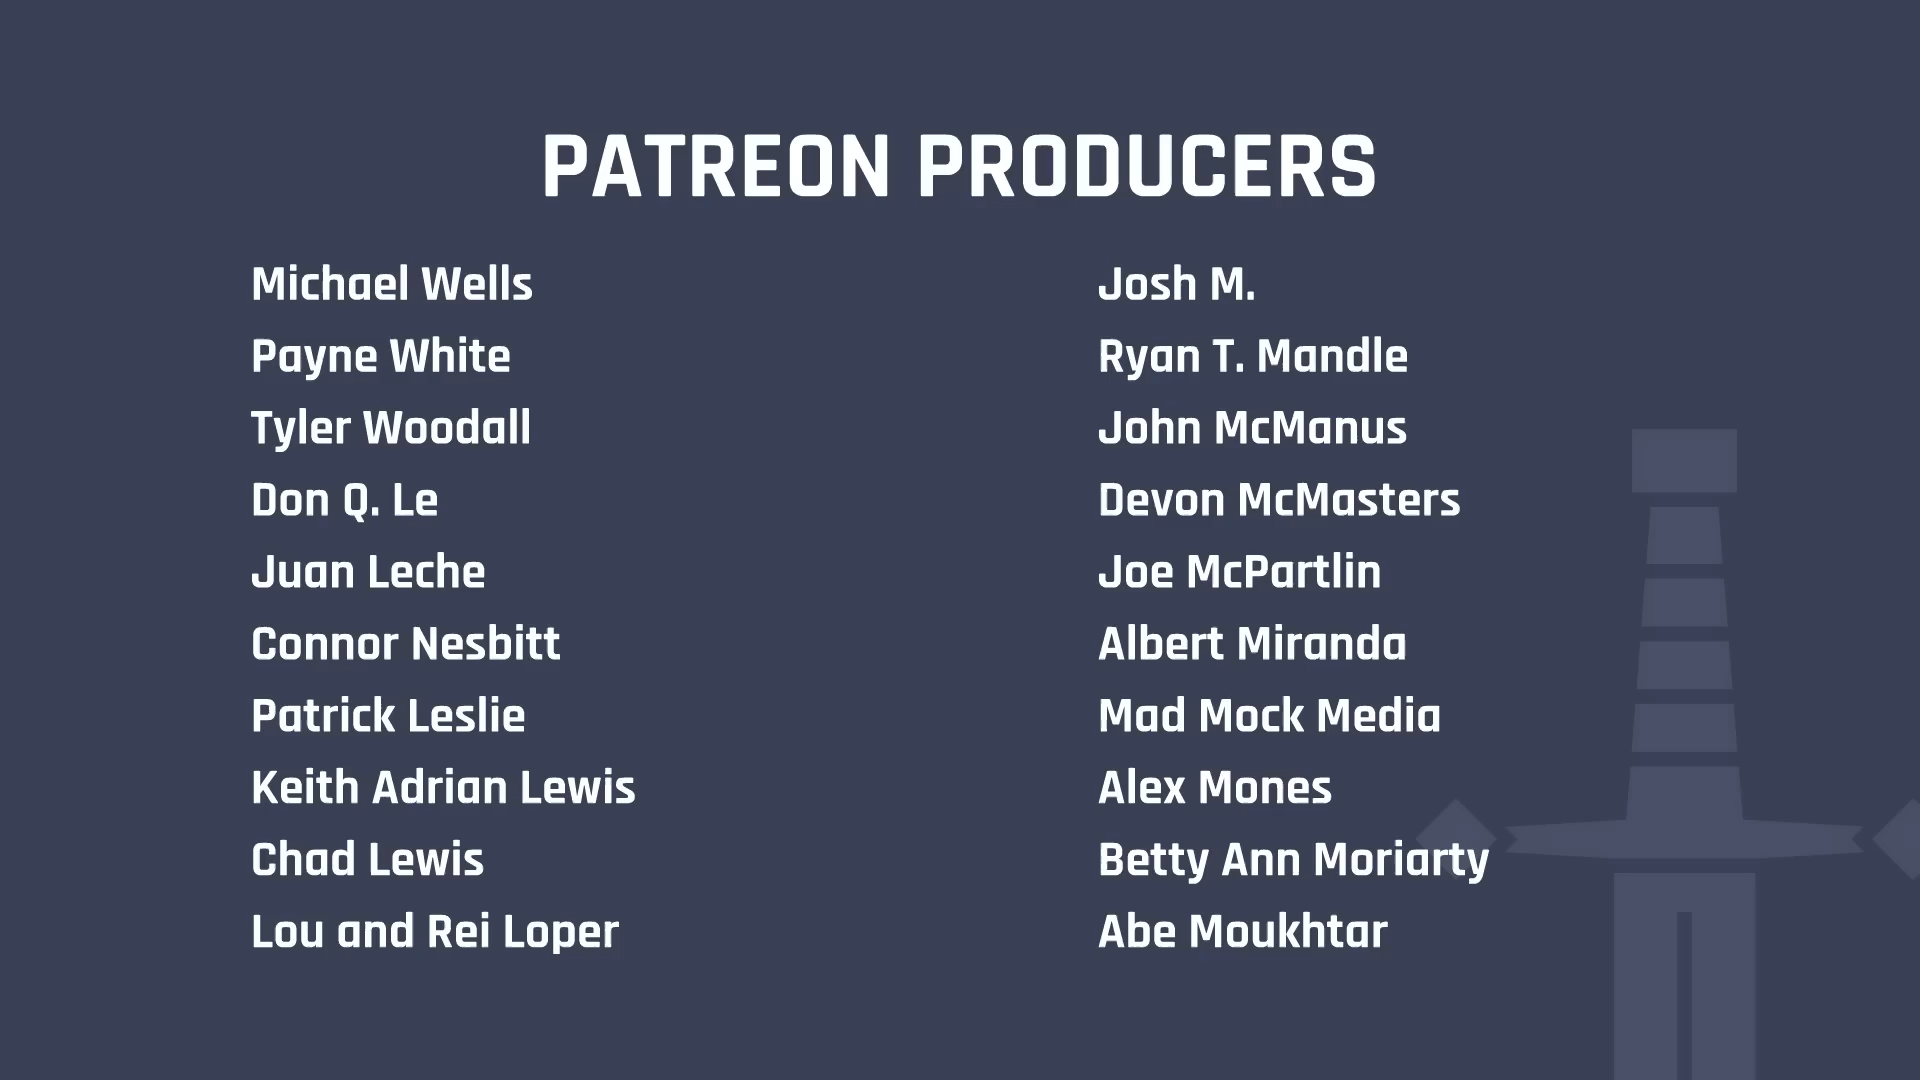 PATREON PRODUCERS
Michael Wells
Payne White
Tyler Woodall
Don Q. Le
Juan Leche
Connor Nesbitt
Patrick Leslie
Keith Adrian Lewis
Chad Lewis
Lou and Rei Loper
Josh M.
Ryan T. Mandle
John McManus
Devon McMasters
Joe McPartlin
Albert Miranda
Mad Mock Media
Alex Mones
Betty Ann Moriarty
Abe Moukhtar